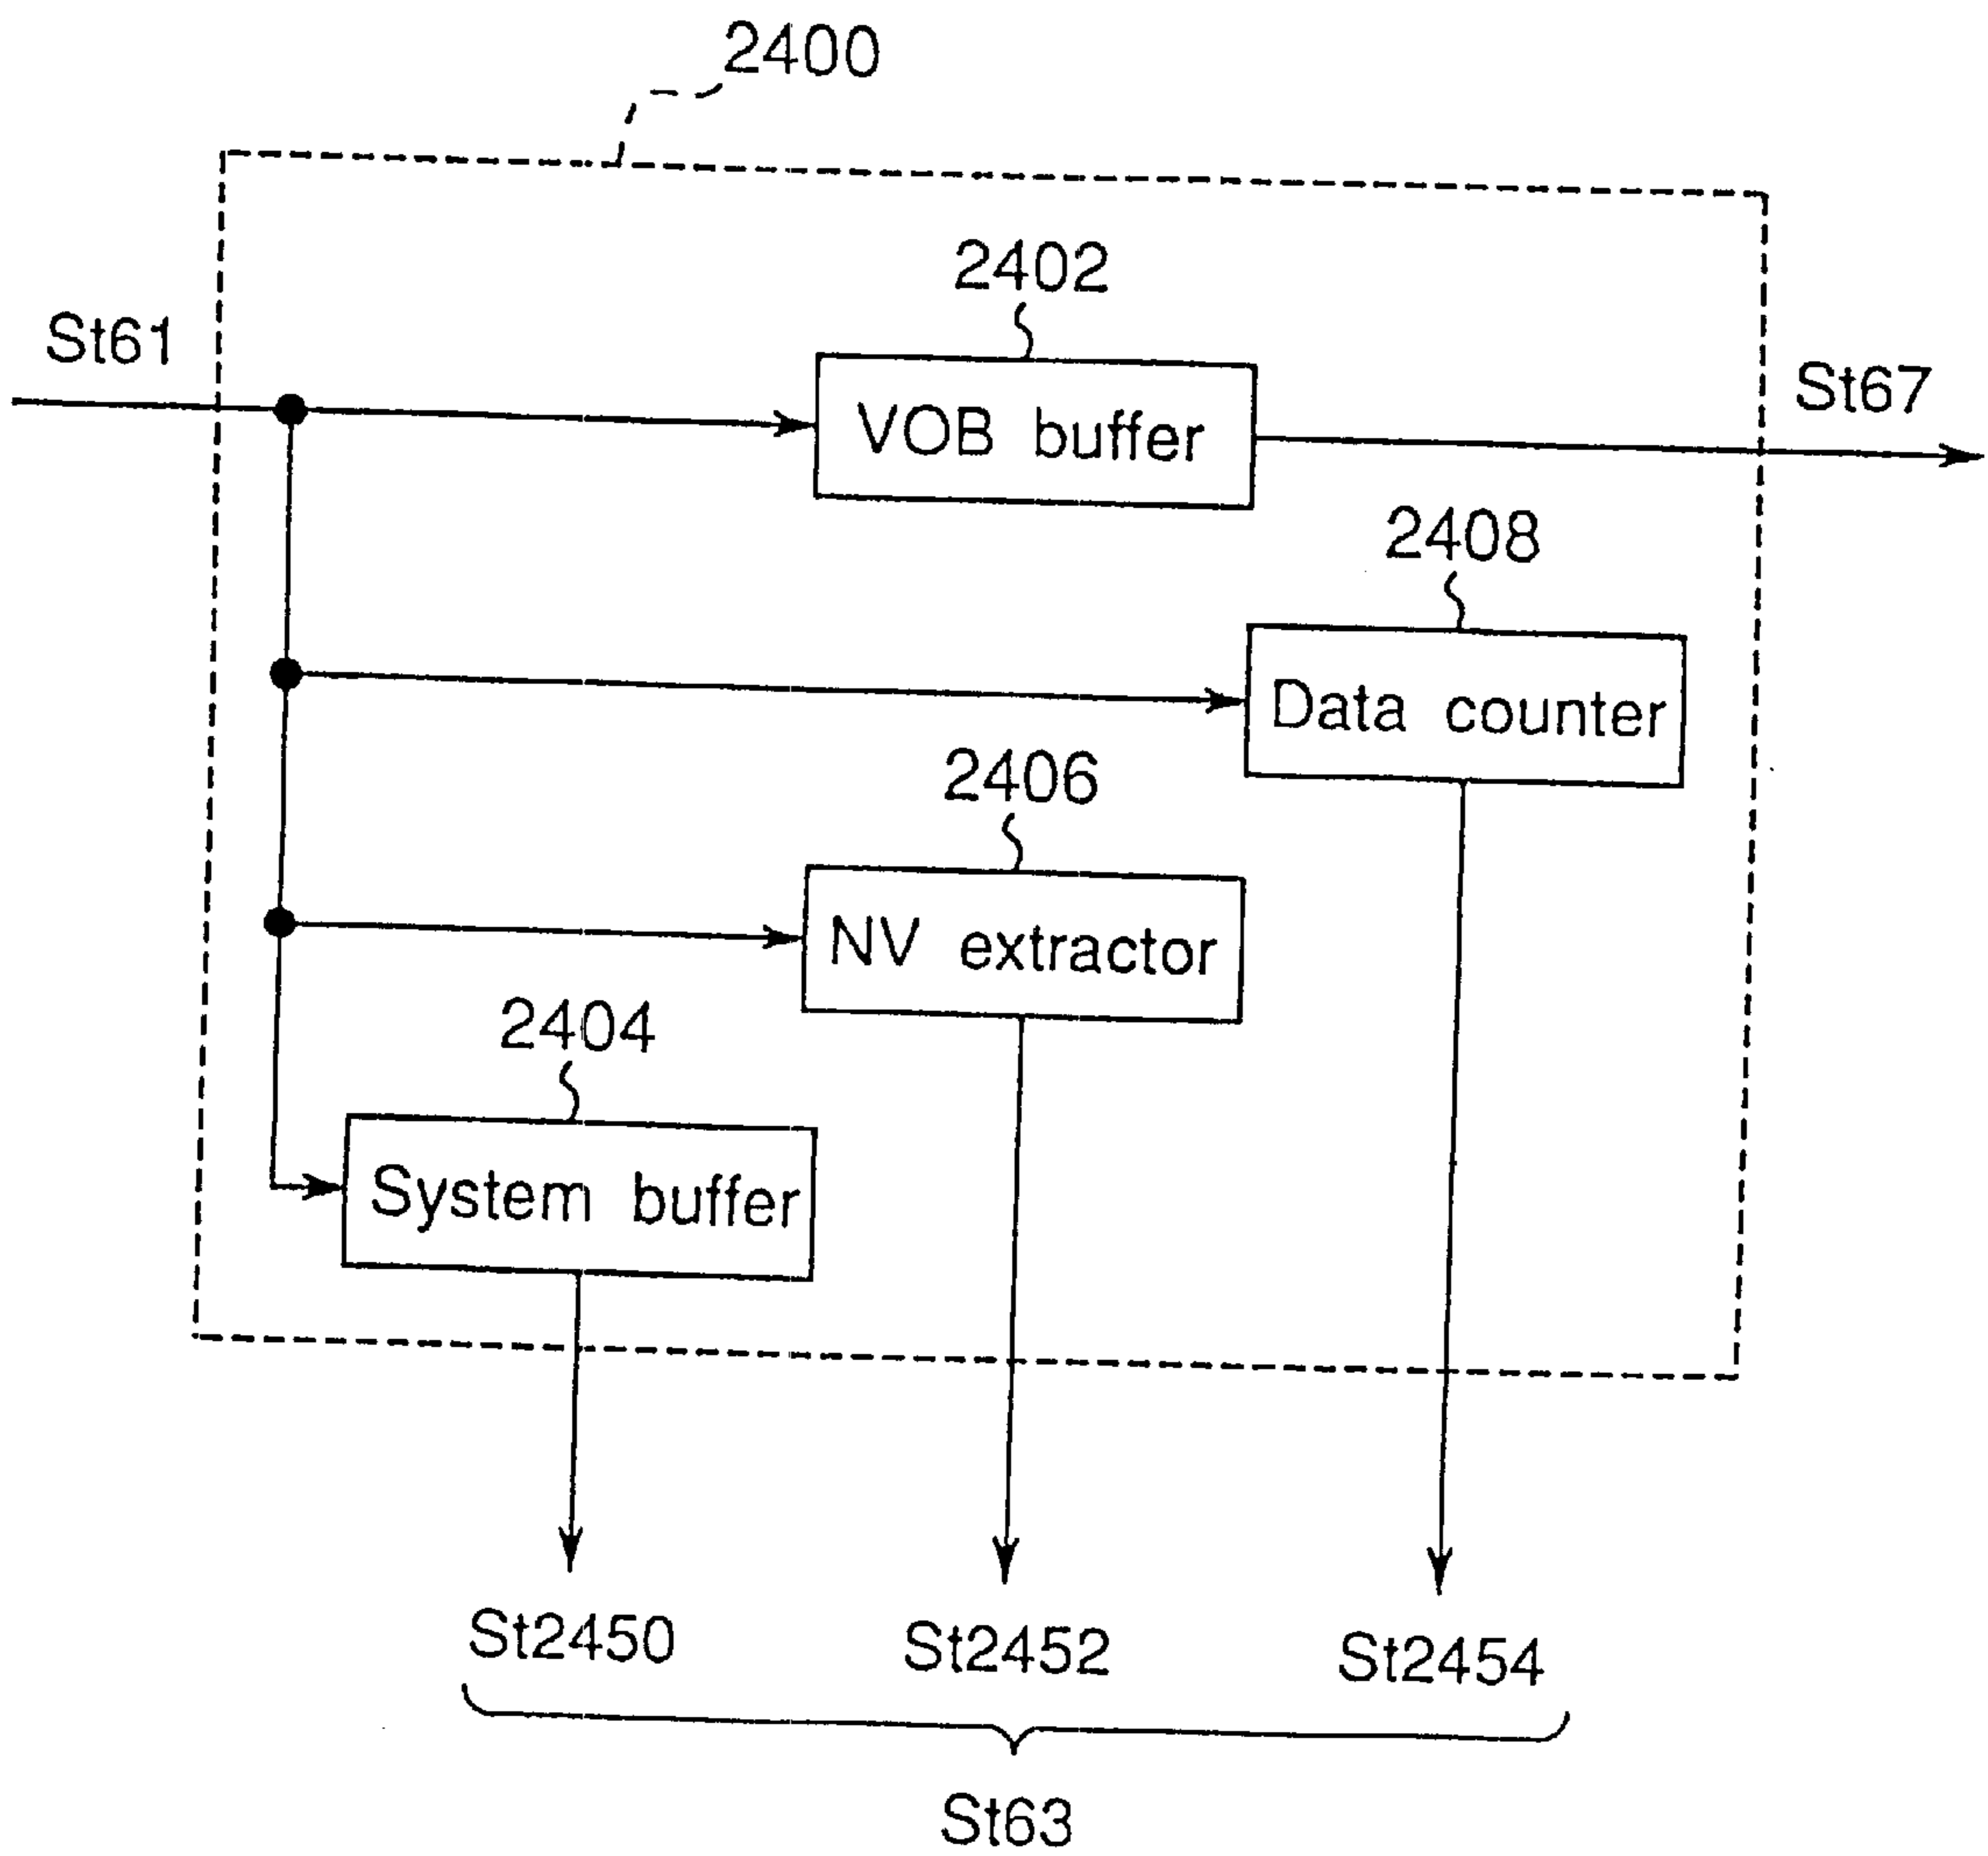 2400
2402
St61
VOB buffer
St67
2408
Data counter
2406
NV extractor
2404
System buffer
St2450
St2452
St2454
St63